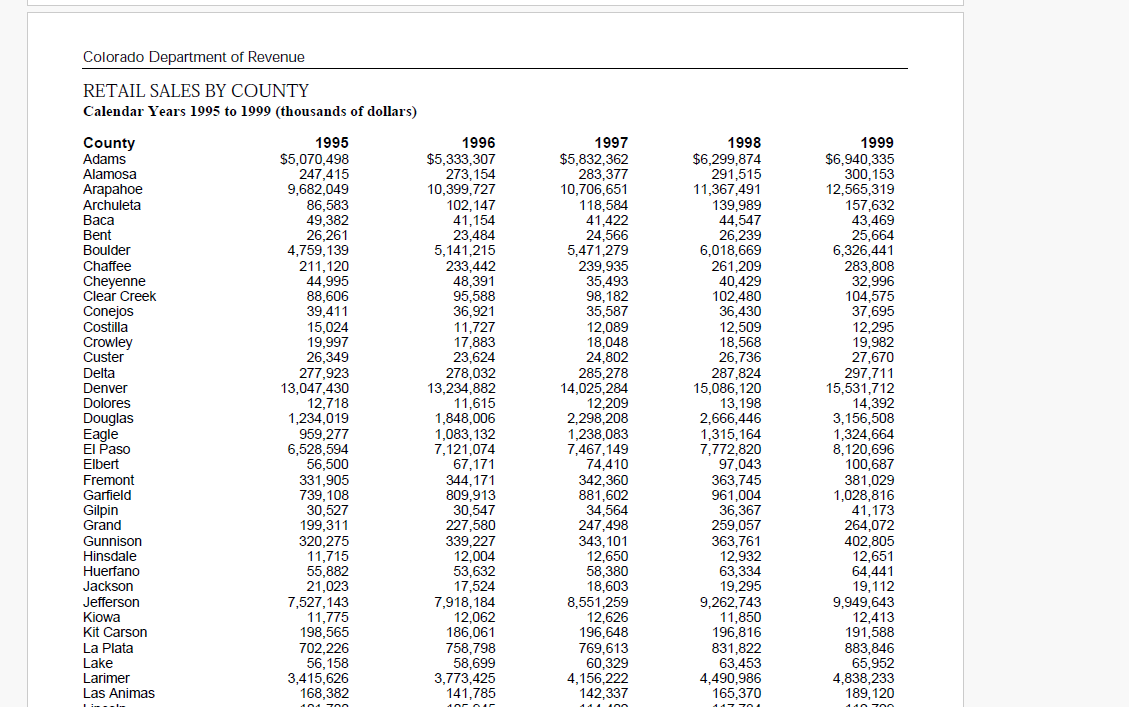 Colorado Department of Revenue
RETAIL SALES BY COUNTY
Calendar Years 1995 to 1999 (thousands of dollars)
County 1995 1996 1997 1998 1999
Adams $5,070,498 $5,333,307 $5,832,362 $6,299,874 $6,940,335
Alamosa 247,415 273,154 283,377 291,515 300,153
Arapahoe 9,682,049 10,399,727 10,706,651 11,367,491 12,565,319
Archuleta 86,583 102,147 118,584 139,989 157,632
Baca 49,382 41,154 41,422 44,547 43,469
Bent 26,261 23,484 24,566 26,239 25,664
Boulder 4,759,139 5,141,215 5,471,279 6,018,669 6,326,441
Chaffee 211,120 233,442 239,935 261,209 283,808
Cheyenne 44,995 48,391 35,493 40,429 32,996
Clear Creek 88,606 95,588 98,182 102,480 104,575
Conejos 39,411 36,921 35,587 36,430 37,695
Costilla 15,024 11,727 12,089 12,509 12,295
Crowley 19,997 17,883 18,048 18,568 19,982
Custer 26,349 23,624 24,802 26,736 27,670
Delta 277,923 278,032 285,278 287,824 297,711
Denver 13,047,430 13,234,882 14,025,284 15,086,120 15,531,712
Dolores 12,718 11,615 12,209 13,198 14,392
Douglas 1,234,019 1,848,006 2,298,208 2,666,446 3,156,508
Eagle 959,277 1,083,132 1,238,083 1,315,164 1,324,664
El Paso 6,528,594 7,121,074 7,467,149 7,772,820 8,120,696
Elbert 56,500 67,171 74,410 97,043 100,687
Fremont 331,905 344,171 342,360 363,745 381,029
Garfield 739,108 809,913 881,602 961,004 1,028,816
Gilpin 30,527 30,547 34,564 36,367 41,173
Grand 199,311 227,580 247,498 259,057 264,072
Gunnison 320,275 339,227 343,101 363,761 402,805
Hinsdale 11,715 12,004 12,650 12,932 12,651
Huerfano 55,882 53,632 58,380 63,334 64,441
Jackson 21,023 17,524 18,603 19,295 19,112
Jefferson 7,527,143 7,918,184 8,551,259 9,262,743 9,949,643
Kiowa 11,775 12,062 12,626 11,850 12,413
Kit Carson 198,565 186,061 196,648 196,816 191,588
La Plata 702,226 758,798 769,613 831,822 883,846
Lake 56,158 58,699 60,329 63,453 65,952
Larimer 3,415,626 3,773,425 4,156,222 4,490,986 4,838,233
Las Animas 168,382 141,785 142,337 165,370 189,120